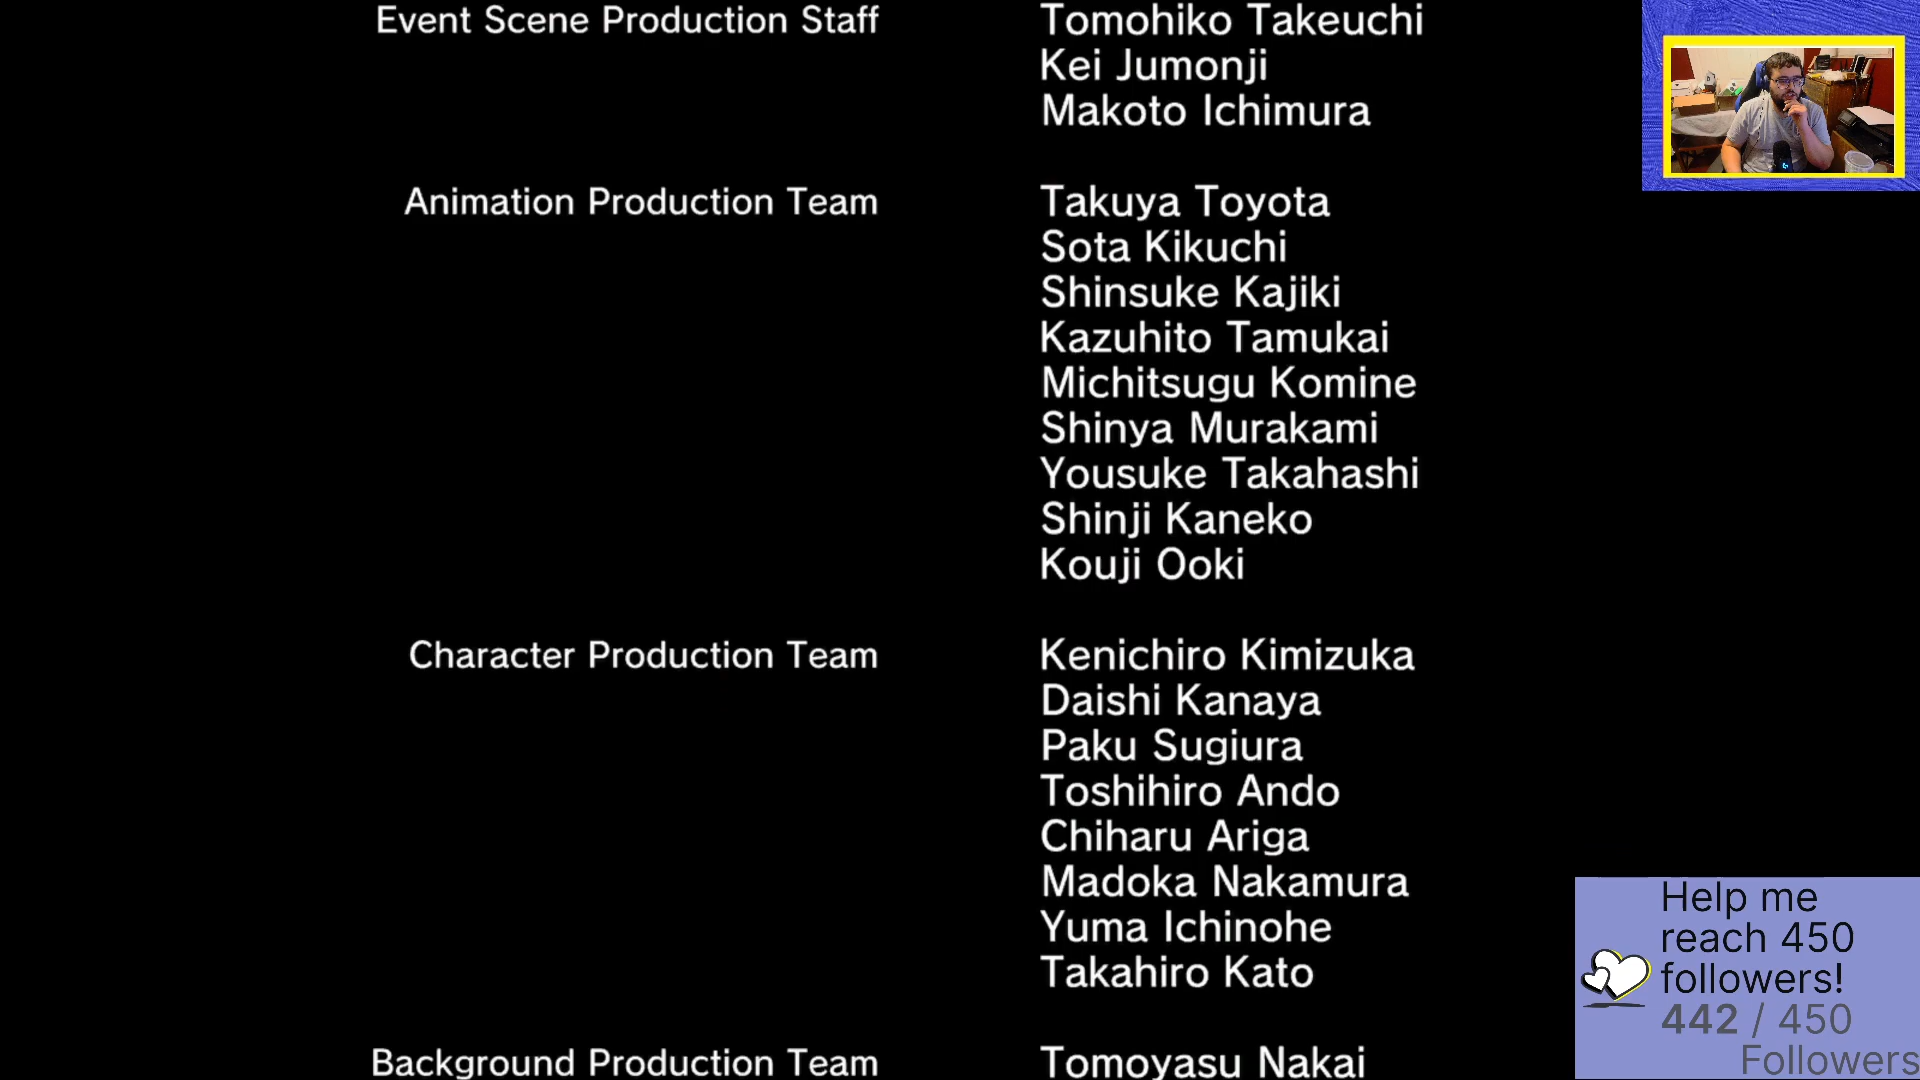 Event Scene Production Staff Tomohiko Takeuchi
Kei Jumonji
Makoto Ichimura
Animation Production Team Takuya Toyota
Sota Kikuchi
Shinsuke Kajiki
Kazuhito Tamukai
Michitsugu Komine
Shinya Murakami
Yousuke Takahashi
Shinji Kaneko
Kouji Ooki
Character Production Team Kenichiro Kimizuka
Daishi Kanaya
Paku Sugiura
Toshihiro Ando
Chiharu Ariga
Madoka Nakamura
Yuma Ichinohe
Takahiro Kato
Background Production Team Tomoyasu Nakai
Help me
reach 450
followers!
442 / 450
Followers